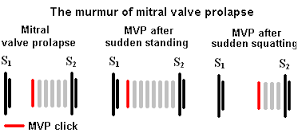 The murmur of mitral valve prolapse
Mitral
valve prolapse
MVP after
sudden standing
MVP after
sudden squatting
S1 S2
S1 S2
S1 S2
MVP click